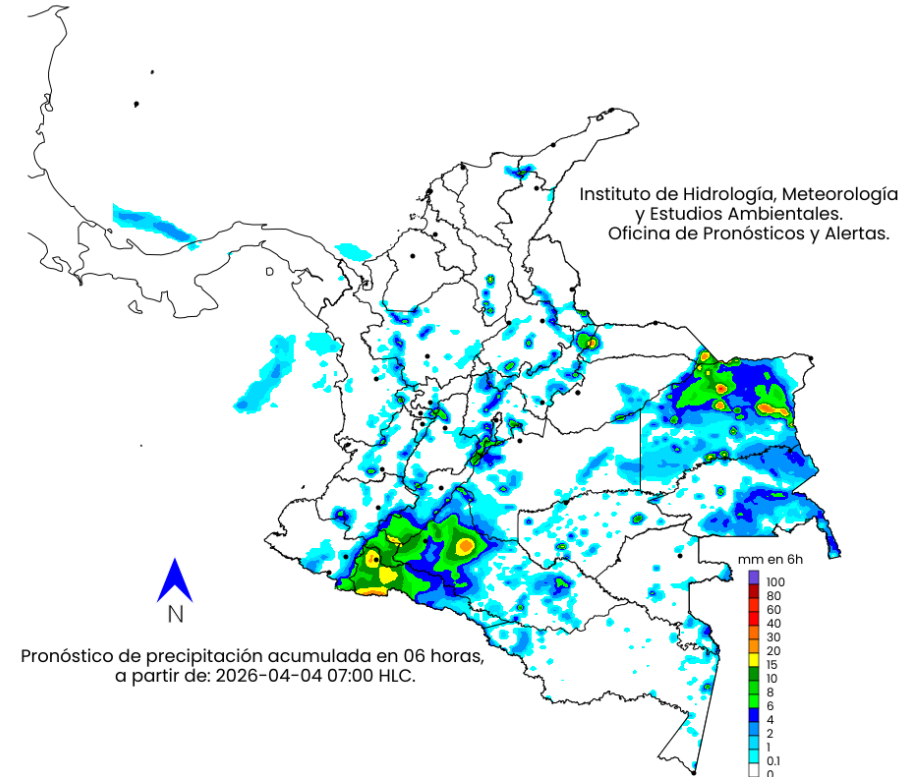 Instituto de Hidrología, Meteorología
y Estudios Ambientales.
Oficina de Pronósticos y Alertas.
mm en 6h
100
80
60
40
30
20
15
10
8
6
4
2
1
0.1
0
N
Pronóstico de precipitación acumulada en 06 horas,
a partir de: 2026-04-04 07:00 HLC.